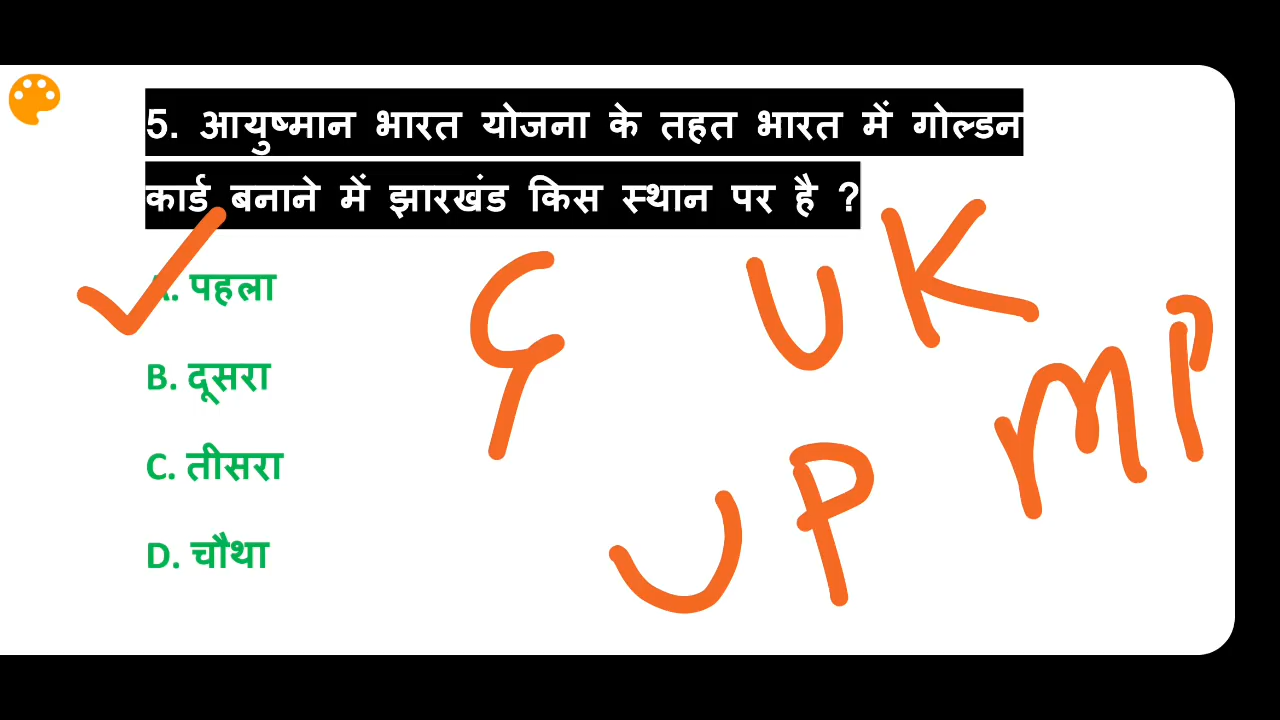 5. आयुष्मान भारत योजना के तहत भारत में गोल्डन
कार्ड बनाने में झारखंड किस स्थान पर है ?
A. पहला
B. दूसरा
C. तीसरा
D. चौथा
UK
MP
UP